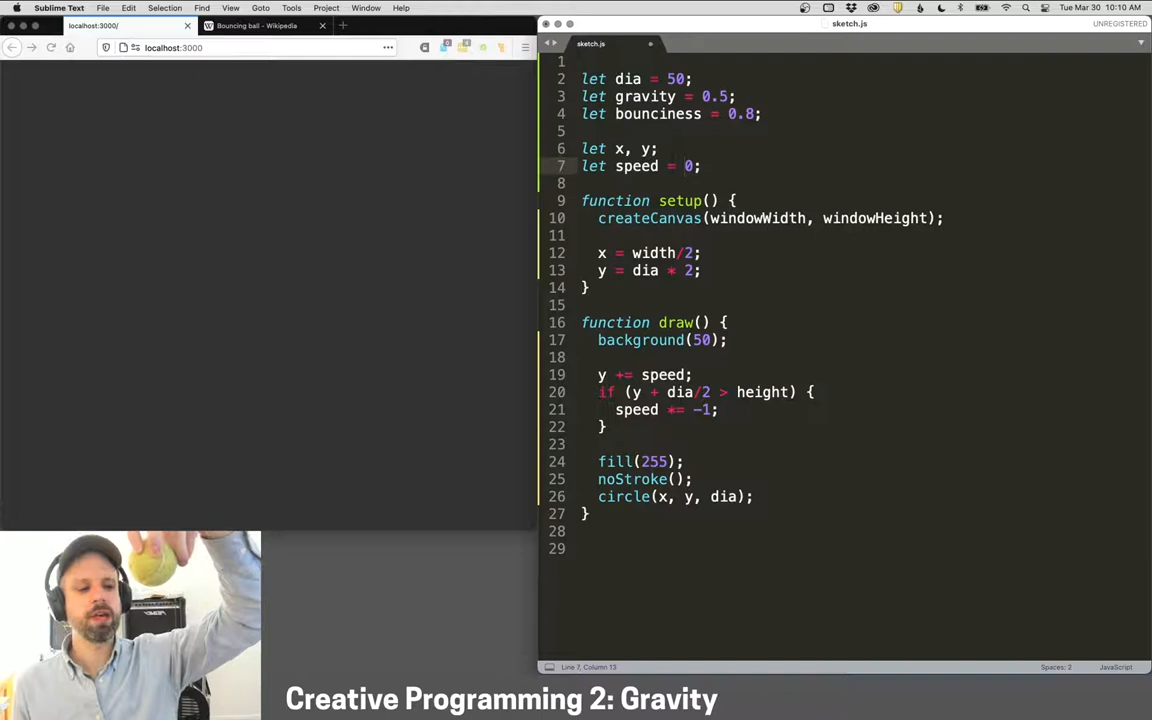 Sublime Text File Edit Selection Find View Goto Tools Project Window Help Tue Mar 30 10:10 AM
localhost:3000/ × Bouncing ball - Wikipedia × +
localhost:3000
sketch.js UNREGISTERED
sketch.js
1
2 let dia = 50;
3 let gravity = 0.5;
4 let bounciness = 0.8;
5
6 let x, y;
7 let speed = 0;
8
9 function setup() {
10 createCanvas(windowWidth, windowHeight);
11
12 x = width/2;
13 y = dia * 2;
14 }
15
16 function draw() {
17 background(50);
18
19 y += speed;
20 if (y + dia/2 > height) {
21 speed *= -1;
22 }
23
24 fill(255);
25 noStroke();
26 circle(x, y, dia);
27 }
28
29
Line 7, Column 13 Spaces: 2 JavaScript
Creative Programming 2: Gravity